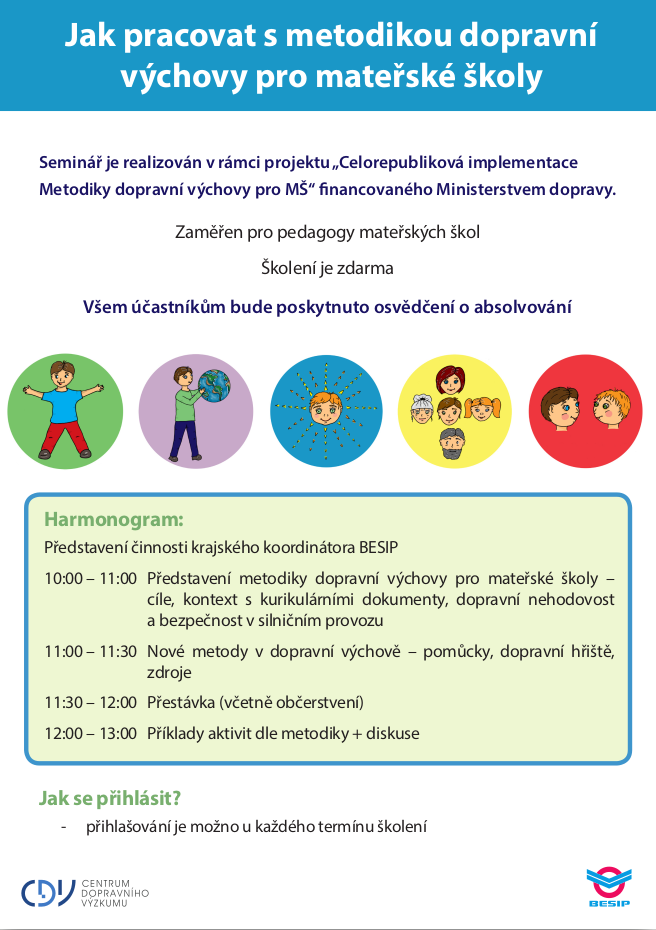 Jak pracovat s metodikou dopravní
výchovy pro mateřské školy
Seminář je realizován v rámci projektu „Celorepubliková implementace
Metodiky dopravní výchovy pro MŠ“ financovaného Ministerstvem dopravy.
Zaměřen pro pedagogy mateřských škol
Školení je zdarma
Všem účastníkům bude poskytnuto osvědčení o absolvování
Harmonogram:
Představení činnosti krajského koordinátora BESIP
10:00 – 11:00 Představení metodiky dopravní výchovy pro mateřské školy –
cíle, kontext s kurikulárními dokumenty, dopravní nehodovost
a bezpečnost v silničním provozu
11:00 – 11:30 Nové metody v dopravní výchově – pomůcky, dopravní hřiště,
zdroje
11:30 – 12:00 Přestávka (včetně občerstvení)
12:00 – 13:00 Příklady aktivit dle metodiky + diskuse
Jak se přihlásit?
- přihlašování je možno u každého termínu školení
CDV
CENTRUM
DOPRAVNÍHO
VÝZKUMU
BESIP